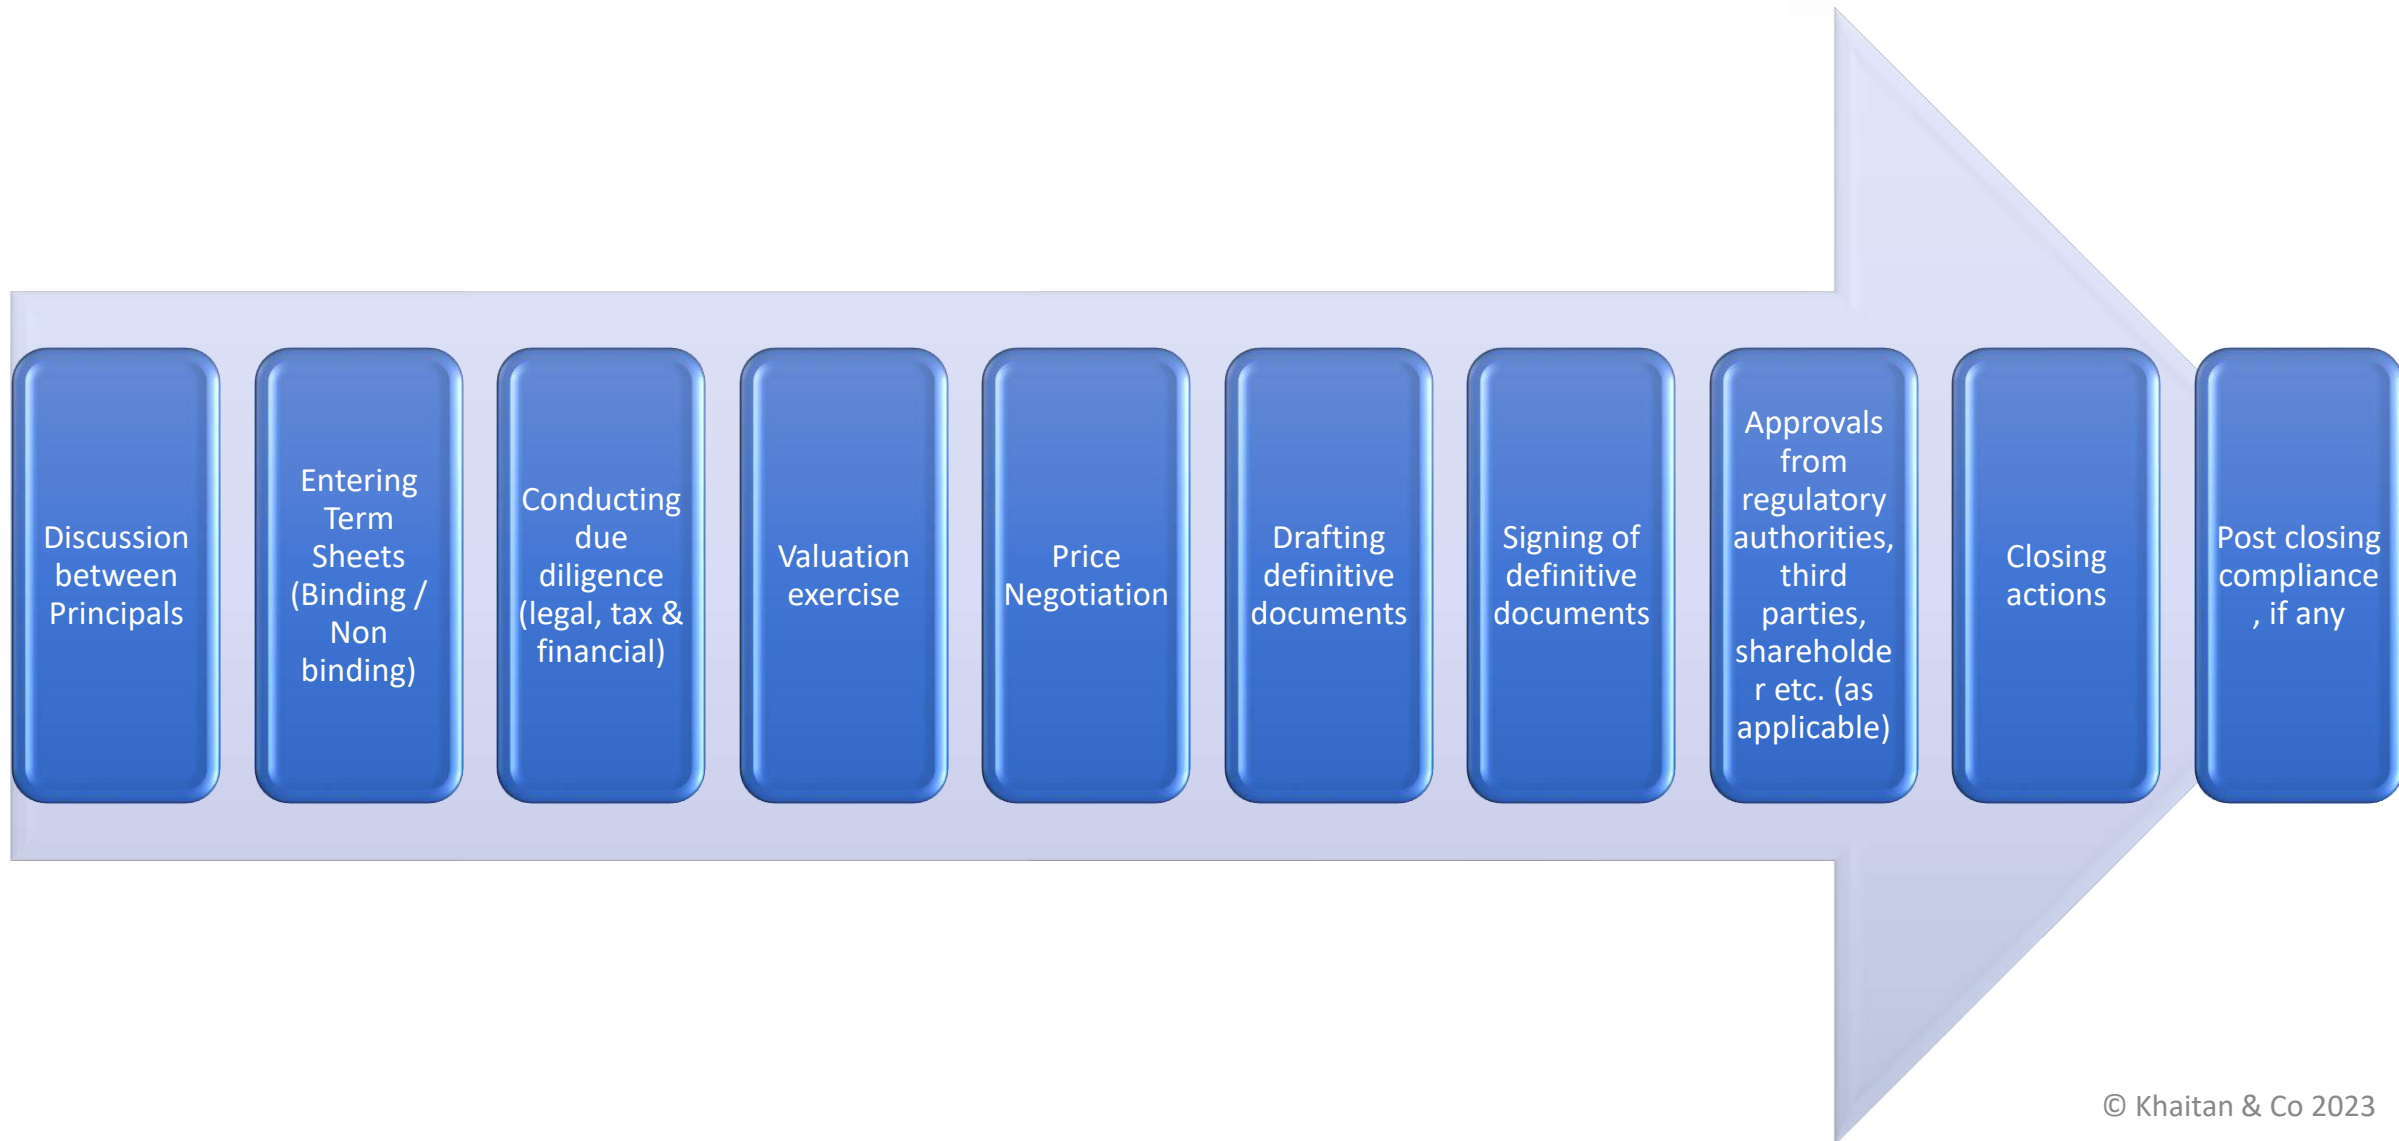 Discussion
between
Principals
Entering
Term
Sheets
(Binding /
Non
binding)
Conducting
due
diligence
(legal, tax &
financial)
Valuation
exercise
Price
Negotiation
Drafting
definitive
documents
Signing of
definitive
documents
Approvals
from
regulatory
authorities,
third
parties,
shareholde
r etc. (as
applicable)
Closing
actions
Post closing
compliance
, if any
© Khaitan & Co 2023